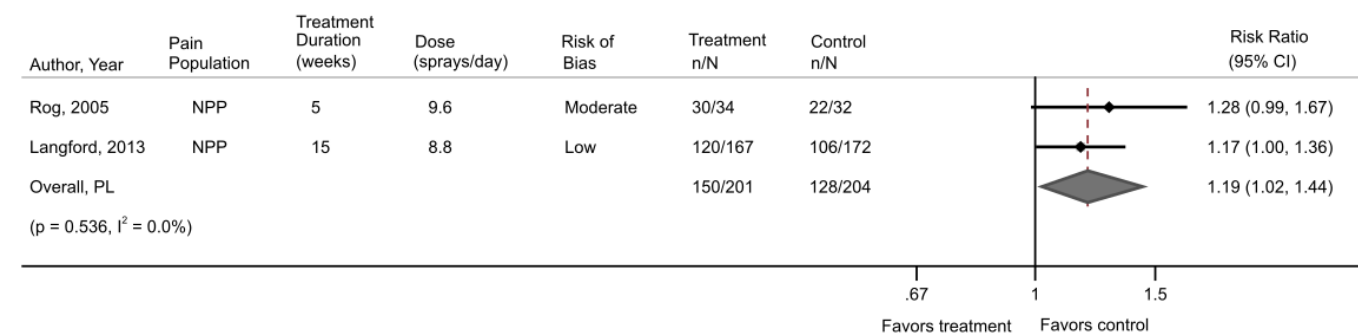 Author, Year Pain Population Treatment Duration (weeks) Dose (sprays/day) Risk of Bias Treatment n/N Control n/N Risk Ratio (95% CI)
Rog, 2005 NPP 5 9.6 Moderate 30/34 22/32 1.28 (0.99, 1.67)
Langford, 2013 NPP 15 8.8 Low 120/167 106/172 1.17 (1.00, 1.36)
Overall, PL 150/201 128/204 1.19 (1.02, 1.44)
(p = 0.536, I² = 0.0%)
.67 1 1.5
Favors treatment Favors control